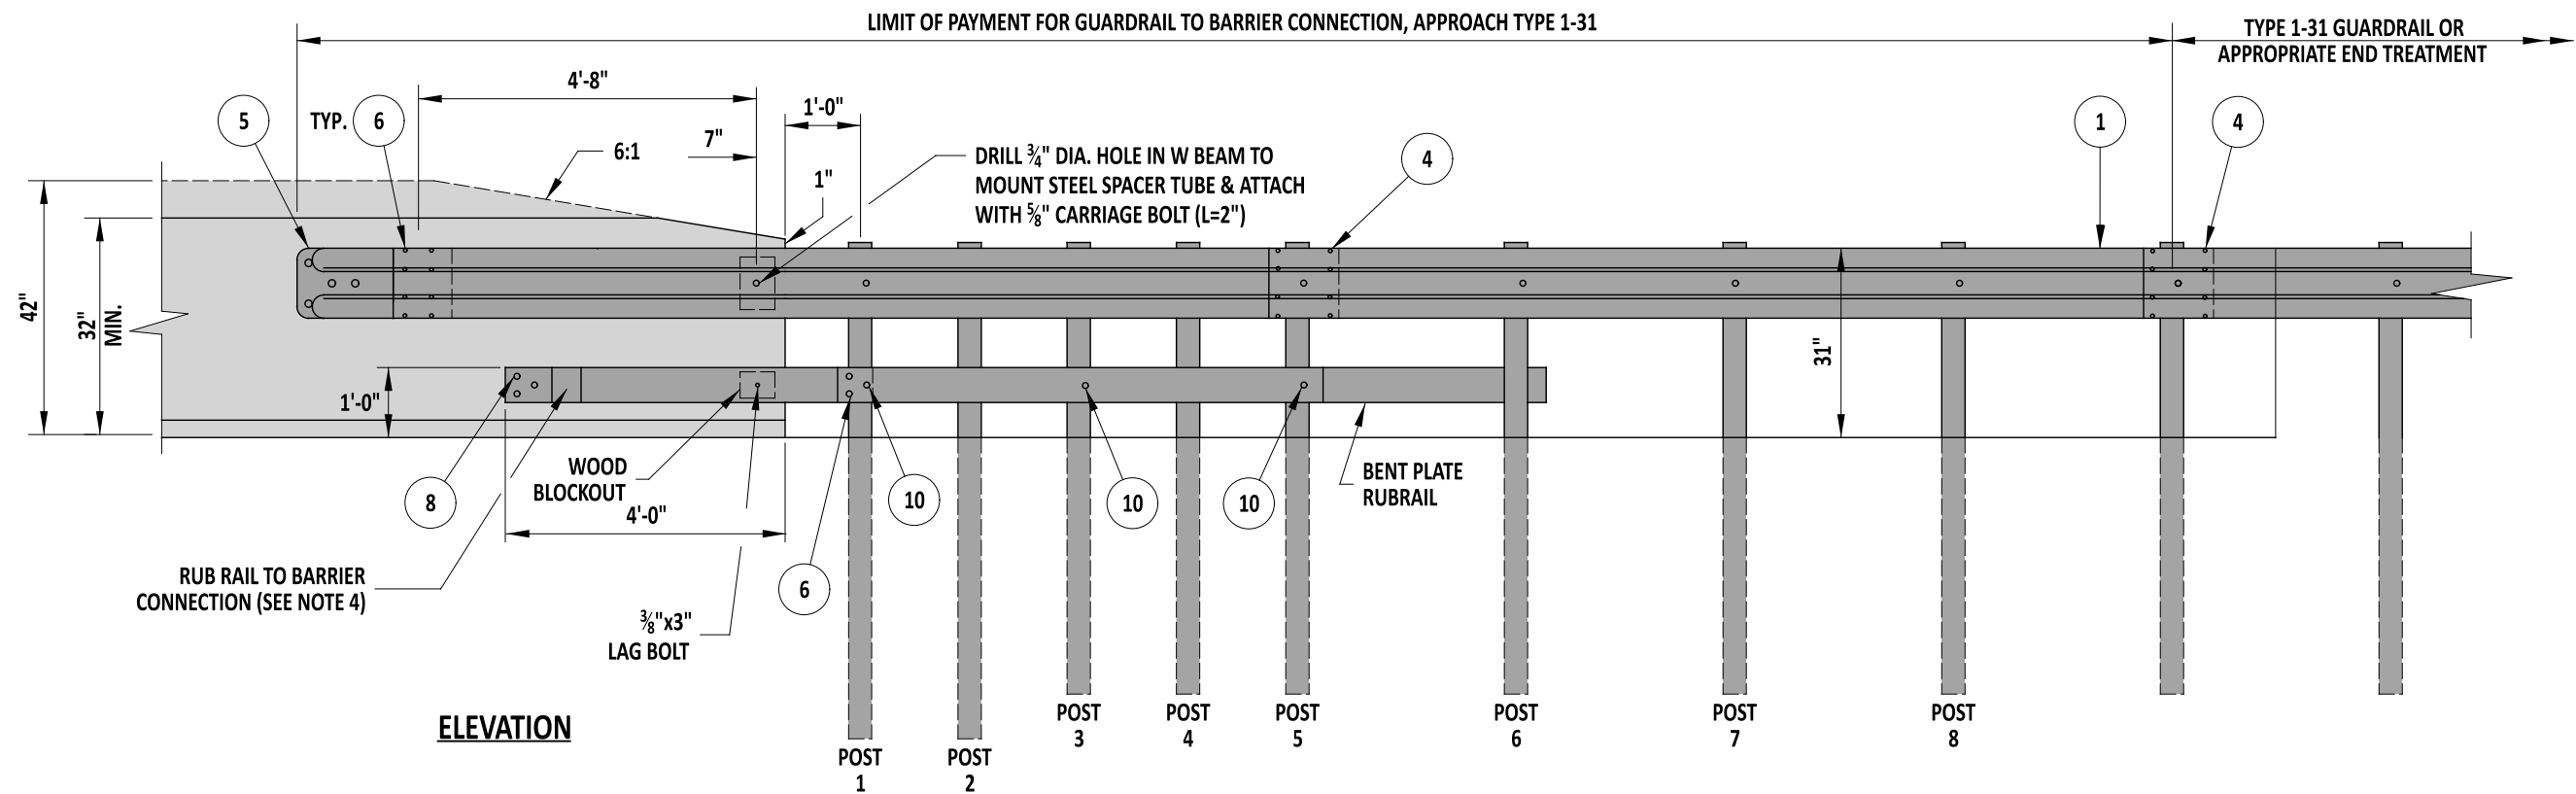 LIMIT OF PAYMENT FOR GUARDRAIL TO BARRIER CONNECTION, APPROACH TYPE 1-31
TYPE 1-31 GUARDRAIL OR
APPROPRIATE END TREATMENT
4'-8"
1'-0"
5
TYP. 6
6:1
7"
1"
DRILL ¾" DIA. HOLE IN W BEAM TO
MOUNT STEEL SPACER TUBE & ATTACH
WITH ⅝" CARRIAGE BOLT (L=2")
4
1
4
42"
32"
MIN.
1'-0"
31"
8
WOOD
BLOCKOUT
4'-0"
10
10
10
BENT PLATE
RUBRAIL
6
RUB RAIL TO BARRIER
CONNECTION (SEE NOTE 4)
⅜"x3"
LAG BOLT
ELEVATION
POST
1
POST
2
POST
3
POST
4
POST
5
POST
6
POST
7
POST
8